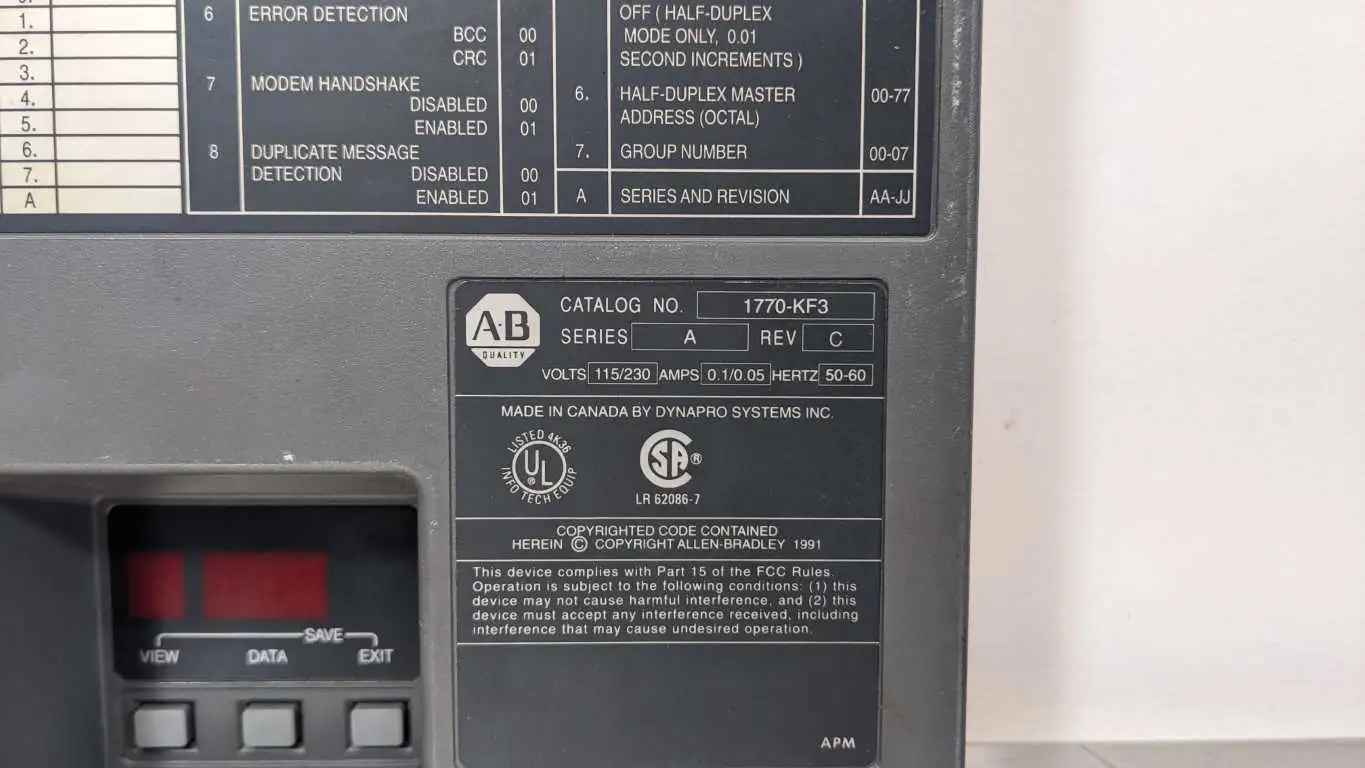 1.
2.
3.
4.
5.
6.
7.
A
6 ERROR DETECTION
BCC 00
CRC 01
7 MODEM HANDSHAKE
DISABLED 00
ENABLED 01
8 DUPLICATE MESSAGE
DETECTION DISABLED 00
ENABLED 01
OFF ( HALF-DUPLEX
MODE ONLY, 0.01
SECOND INCREMENTS )
6. HALF-DUPLEX MASTER 00-77
ADDRESS (OCTAL)
7. GROUP NUMBER 00-07
A SERIES AND REVISION AA-JJ
A·B
QUALITY
CATALOG NO. 1770-KF3
SERIES A REV C
VOLTS 115/230 AMPS 0.1/0.05 HERTZ 50-60
MADE IN CANADA BY DYNAPRO SYSTEMS INC.
LISTED 4K36
UL ®
INFO TECH EQUIP
SA ®
LR 62086-7
COPYRIGHTED CODE CONTAINED
HEREIN © COPYRIGHT ALLEN-BRADLEY 1991
This device complies with Part 15 of the FCC Rules.
Operation is subject to the following conditions: (1) this
device may not cause harmful interference, and (2) this
device must accept any interference received, including
interference that may cause undesired operation.
APM
SAVE
VIEW DATA EXIT